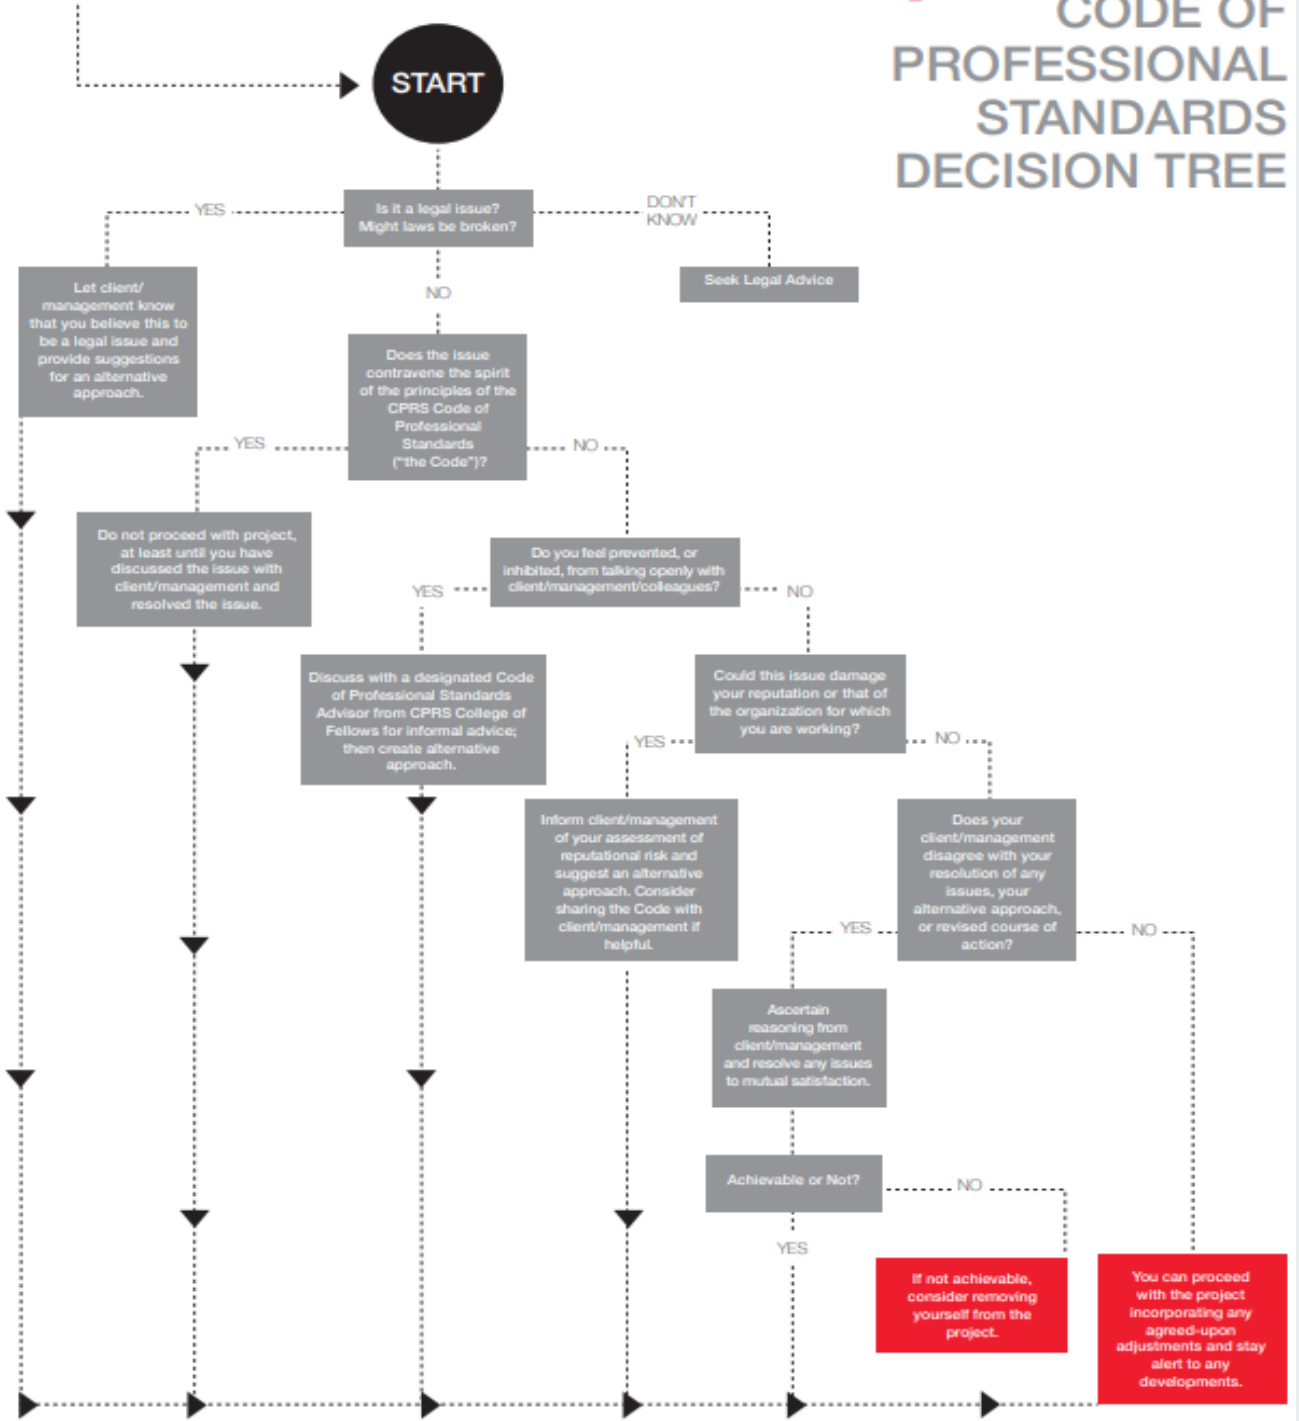 CODE OF
PROFESSIONAL
STANDARDS
DECISION TREE
START
Is it a legal issue?
Might laws be broken?
YES
DON'T
KNOW
NO
Let client/
management know
that you believe this to
be a legal issue and
provide suggestions
for an alternative
approach.
Seek Legal Advice
Does the issue
contravene the spirit
of the principles of the
CPRS Code of
Professional
Standards
("the Code")?
YES
NO
Do not proceed with project,
at least until you have
discussed the issue with
client/management and
resolved the issue.
Do you feel prevented, or
inhibited, from talking openly with
client/management/colleagues?
YES
NO
Discuss with a designated Code
of Professional Standards
Advisor from CPRS College of
Fellows for informal advice;
then create alternative
approach.
Could this issue damage
your reputation or that of
the organization for which
you are working?
YES
NO
Inform client/management
of your assessment of
reputational risk and
suggest an alternative
approach. Consider
sharing the Code with
client/management if
helpful.
Does your
client/management
disagree with your
resolution of any
issues, your
alternative approach,
or revised course of
action?
YES
NO
Ascertain
reasoning from
client/management
and resolve any issues
to mutual satisfaction.
Achievable or Not?
NO
YES
If not achievable,
consider removing
yourself from the
project.
You can proceed
with the project
incorporating any
agreed-upon
adjustments and stay
alert to any
developments.